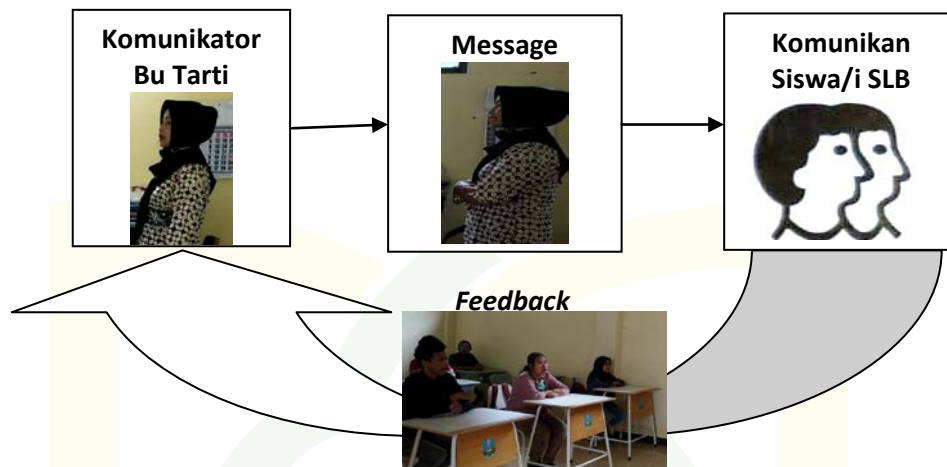 Komunikator
Bu Tarti
Message
Komunikan
Siswa/i SLB
Feedback